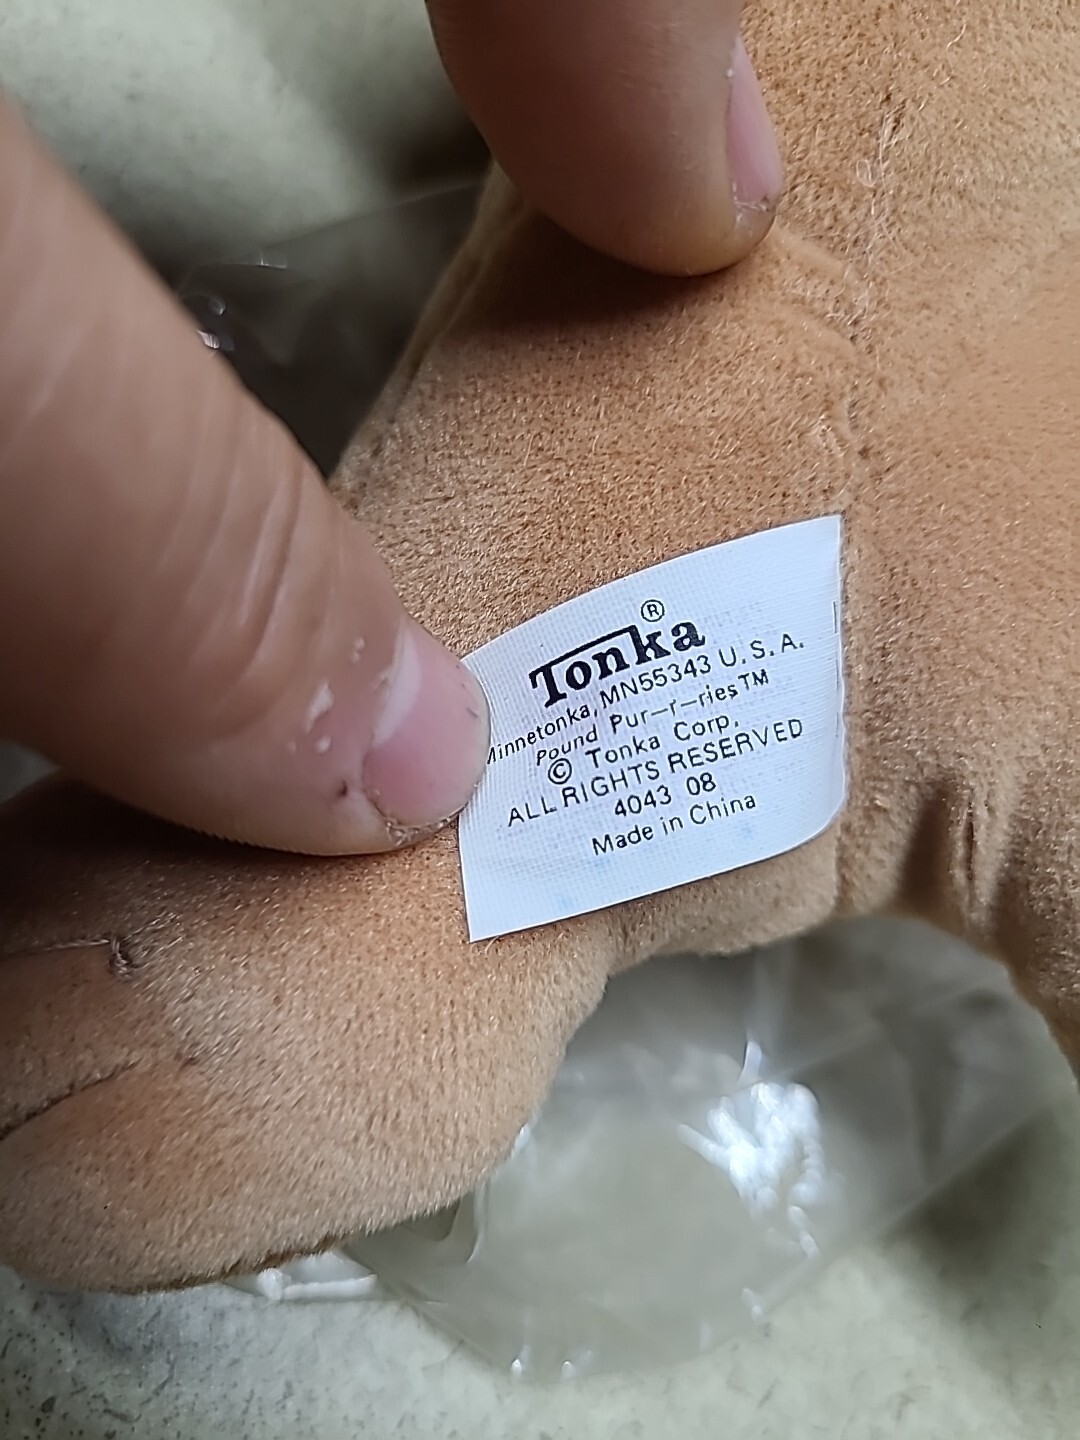 Tonka®
Minnetonka, MN55343 U.S.A.
Pound Pur-r-ries™
© Tonka Corp.
ALL RIGHTS RESERVED
4043 08
Made in China